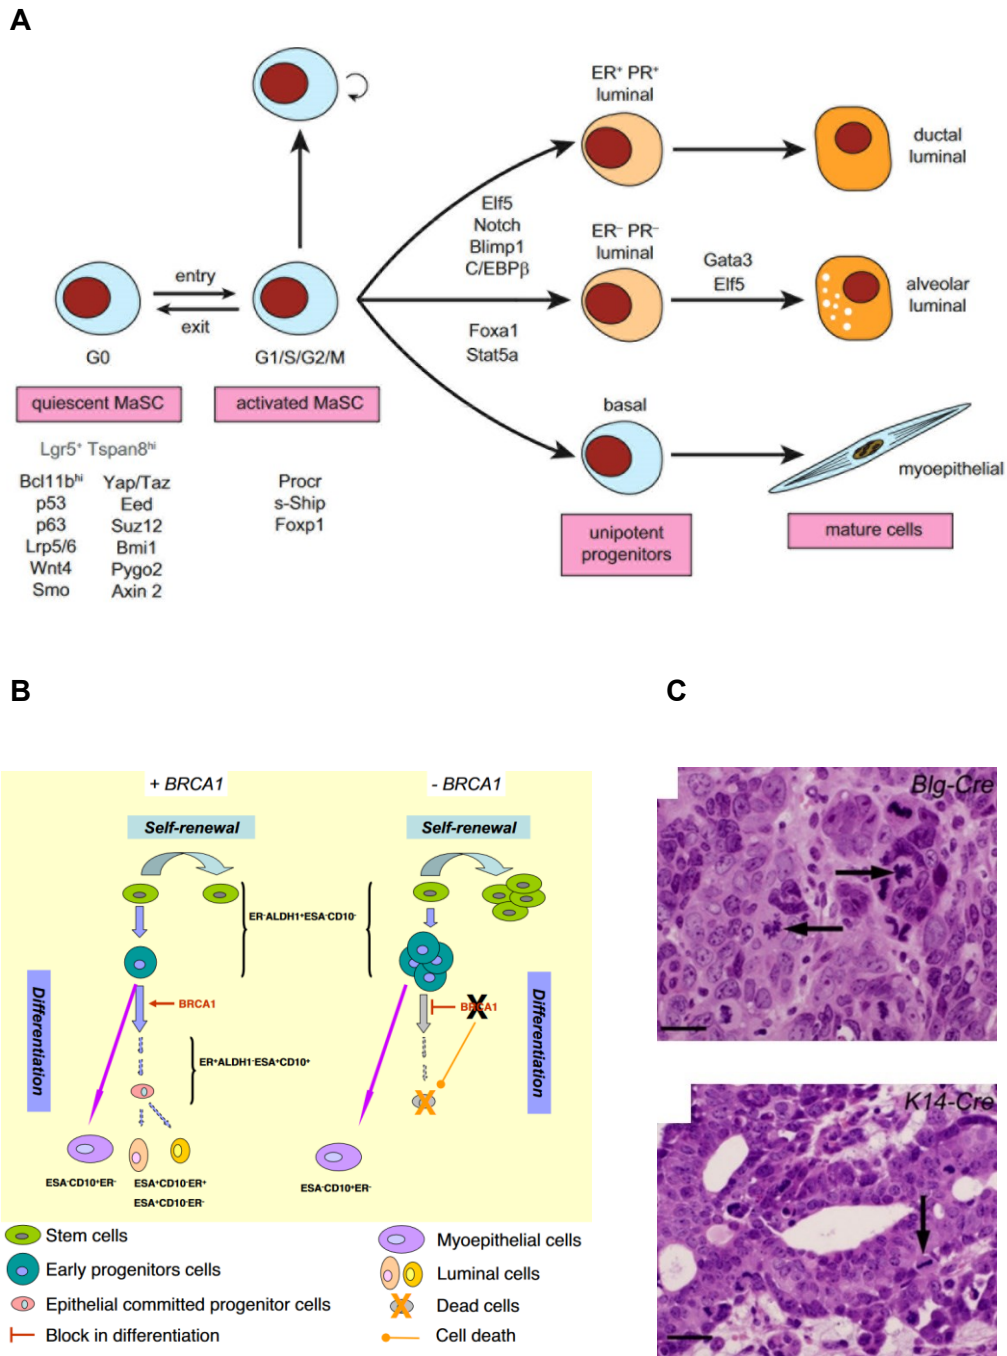 A
ER⁺ PR⁺
luminal
ductal
luminal
Elf5
Notch
Blimp1
C/EBPβ
ER⁻ PR⁻
luminal
Gata3
Elf5
alveolar
luminal
entry
exit
Foxa1
Stat5a
G0
G1/S/G2/M
quiescent MaSC
activated MaSC
basal
myoepithelial
Lgr5⁺ Tspan8ʰⁱ
Bcl11bʰⁱ
p53
p63
Lrp5/6
Wnt4
Smo
Yap/Taz
Eed
Suz12
Bmi1
Pygo2
Axin 2
Procr
s-Ship
Foxp1
unipotent
progenitors
mature cells
B
+ BRCA1
- BRCA1
Self-renewal
Self-renewal
ER⁻ALDH1⁺ESA⁻CD10⁻
Differentiation
BRCA1
BRCA1
Differentiation
ER⁺ALDH1⁻ESA⁺CD10⁺
ESA⁻CD10⁺ER⁻
ESA⁺CD10⁻ER⁺
ESA⁺CD10⁻ER⁻
ESA⁻CD10⁺ER⁻
Stem cells
Early progenitors cells
Epithelial committed progenitor cells
Block in differentiation
Myoepithelial cells
Luminal cells
Dead cells
Cell death
C
Blg-Cre
K14-Cre